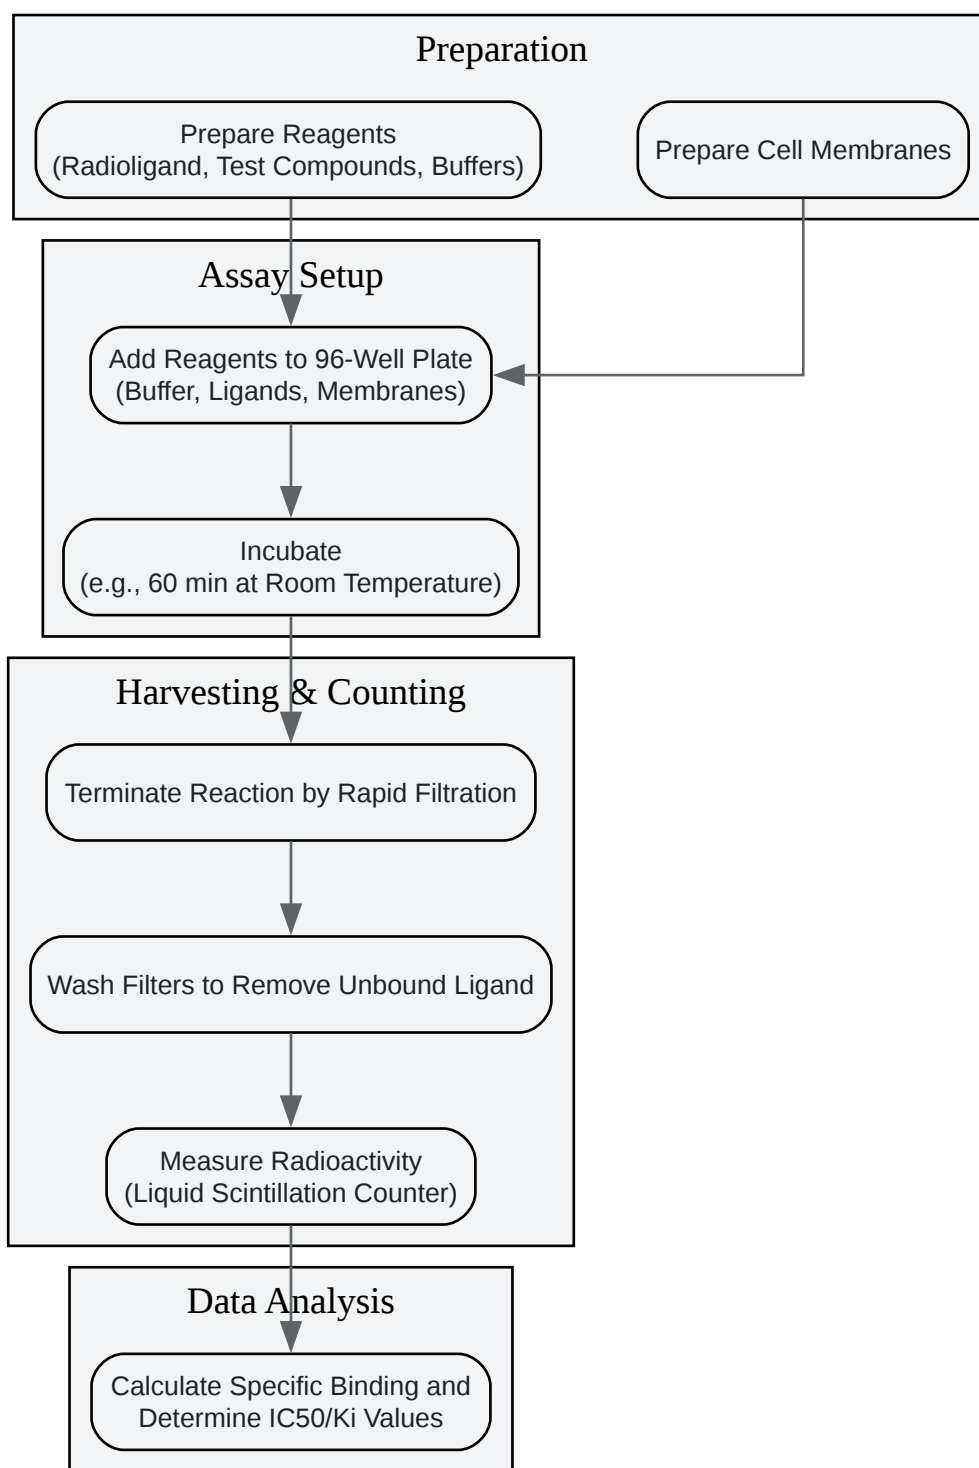 Preparation
Prepare Reagents
(Radioligand, Test Compounds, Buffers)
Prepare Cell Membranes
Assay Setup
Add Reagents to 96-Well Plate
(Buffer, Ligands, Membranes)
Incubate
(e.g., 60 min at Room Temperature)
Harvesting & Counting
Terminate Reaction by Rapid Filtration
Wash Filters to Remove Unbound Ligand
Measure Radioactivity
(Liquid Scintillation Counter)
Data Analysis
Calculate Specific Binding and
Determine IC50/Ki Values